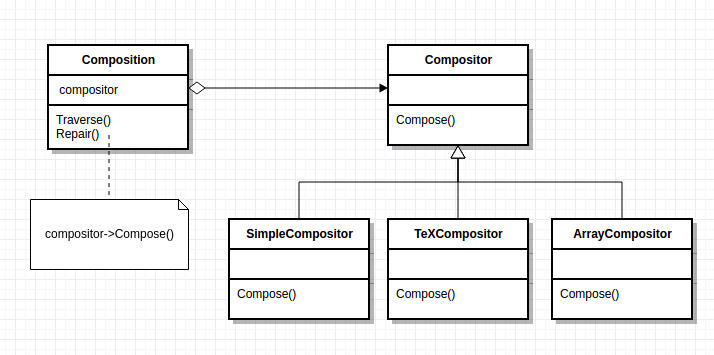 Composition
compositor
Traverse()
Repair()
compositor->Compose()
Compositor
Compose()
SimpleCompositor
Compose()
TeXCompositor
Compose()
ArrayCompositor
Compose()